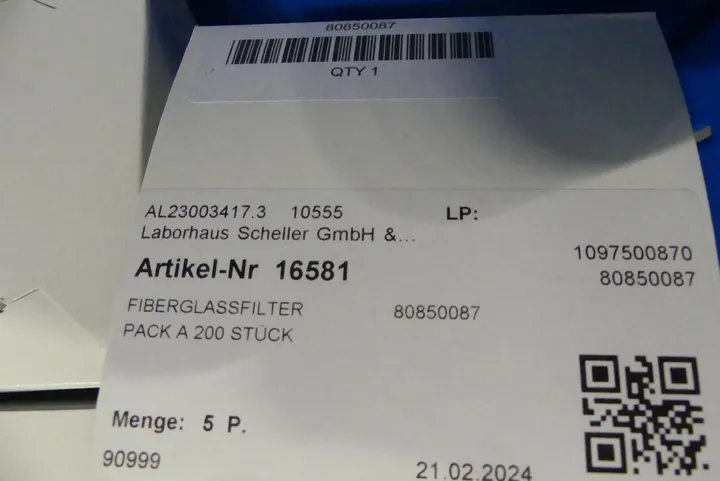 80850087
QTY 1
AL23003417.3 10555 LP:
Laborhaus Scheller GmbH &...
1097500870
Artikel-Nr 16581
80850087
FIBERGLASSFILTER 80850087
PACK A 200 STÜCK
Menge: 5 P.
90999
21.02.2024